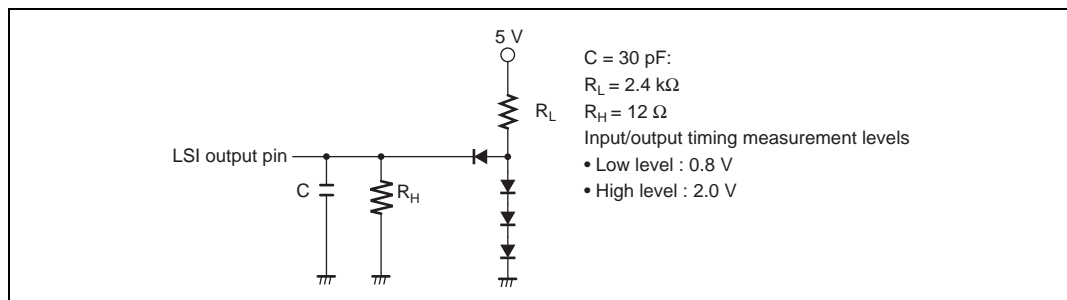 5 V
C = 30 pF:
R_L = 2.4 kΩ
R_H = 12 Ω
Input/output timing measurement levels
• Low level : 0.8 V
• High level : 2.0 V
R_L
LSI output pin
C
R_H